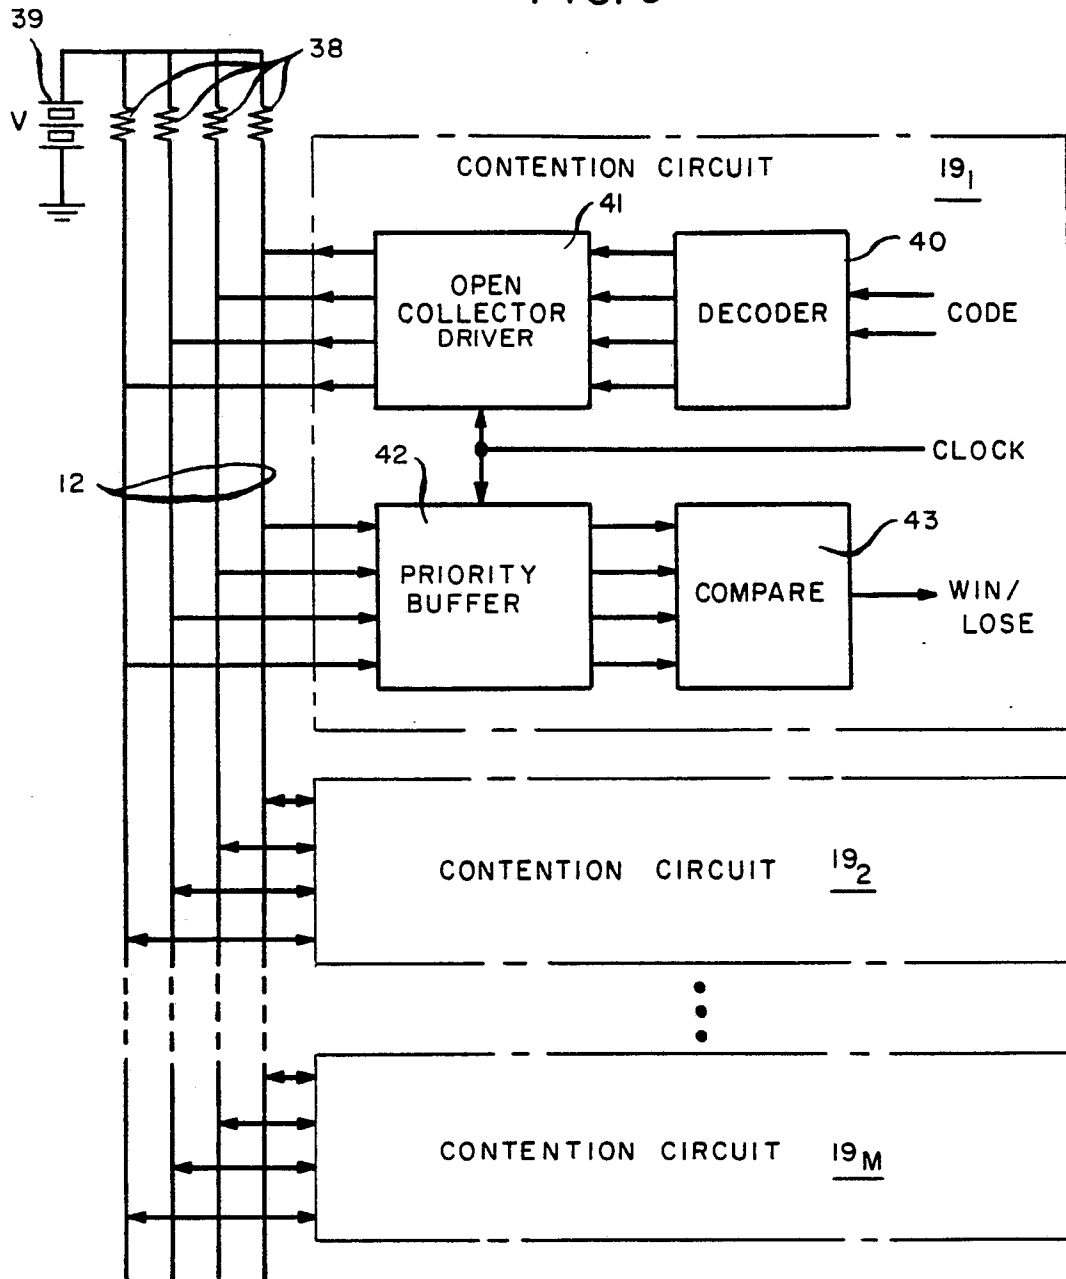 39
38
V
CONTENTION CIRCUIT 19₁
41
40
OPEN
COLLECTOR
DRIVER
DECODER
CODE
CLOCK
12
42
43
PRIORITY
BUFFER
COMPARE
WIN/
LOSE
CONTENTION CIRCUIT 19₂
CONTENTION CIRCUIT 19M